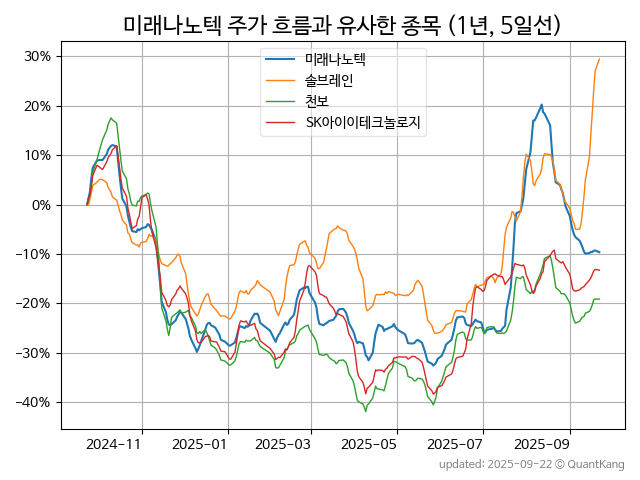 미래나노텍 주가 흐름과 유사한 종목 (1년, 5일선)
미래나노텍
솔브레인
천보
SK아이이테크놀로지
30%
20%
10%
0%
−10%
−20%
−30%
−40%
2024-11 2025-01 2025-03 2025-05 2025-07 2025-09
updated: 2025-09-22 © QuantKang